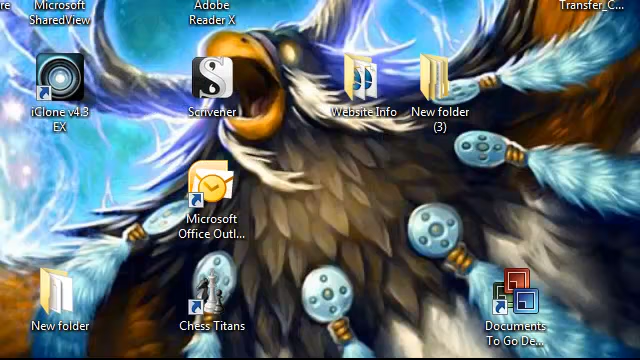 re
Microsoft
SharedView
Adobe
Reader X
Transfer_C...
iClone v4.3
EX
S
Scrivener
Website Info
New folder
(3)
Microsoft
Office Outl...
New folder
Chess Titans
Documents
To Go De...